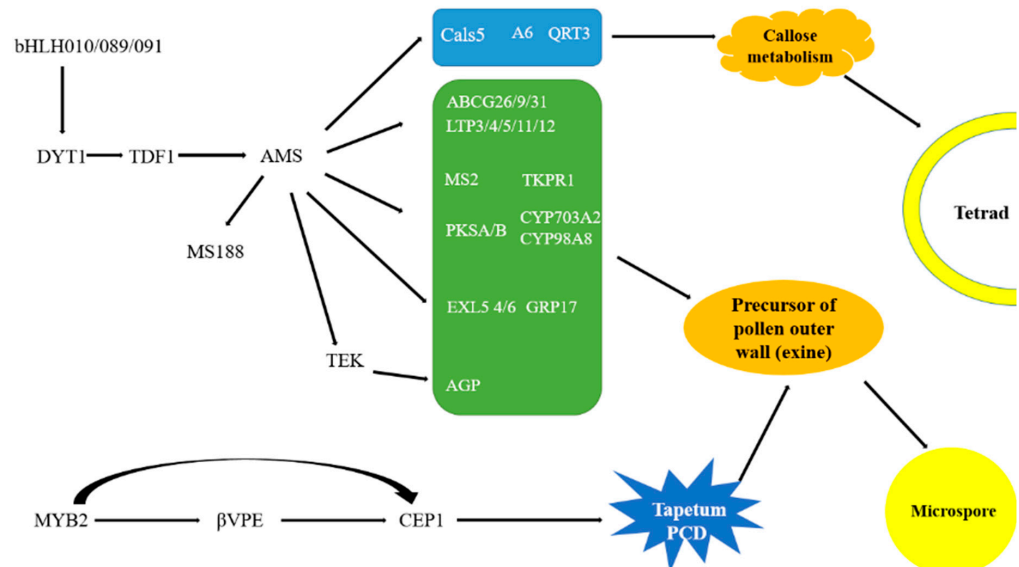 bHLH010/089/091
DYT1
TDF1
AMS
MS188
TEK
Cals5 A6 QRT3
ABCG26/9/31
LTP3/4/5/11/12
MS2 TKPR1
PKSA/B
CYP703A2
CYP98A8
EXL5 4/6 GRP17
AGP
Callose
metabolism
Tetrad
Precursor of
pollen outer
wall (exine)
MYB2
βVPE
CEP1
Tapetum
PCD
Microspore